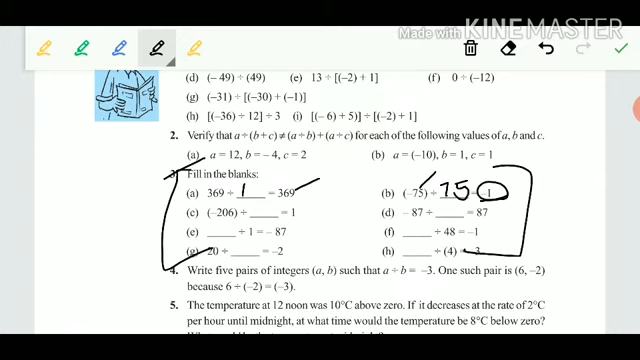 Made with KINEMASTER
(d) (– 49) ÷ (49) (e) 13 ÷ [(–2) + 1] (f) 0 ÷ (–12)
(g) (–31) ÷ [(–30) + (–1)]
(h) [(–36) ÷ 12] ÷ 3 (i) [(– 6) + 5)] ÷ [(–2) + 1]
2. Verify that a ÷ (b + c) ≠ (a ÷ b) + (a ÷ c) for each of the following values of a, b and c.
(a) a = 12, b = – 4, c = 2 (b) a = (–10), b = 1, c = 1
3. Fill in the blanks:
(a) 369 ÷ 1 = 369 (b) (–75) ÷ 75 = –1
(c) (–206) ÷ _____ = 1 (d) – 87 ÷ _____ = 87
(e) _____ ÷ 1 = – 87 (f) _____ ÷ 48 = –1
(g) 20 ÷ _____ = –2 (h) _____ ÷ (4) = –3
4. Write five pairs of integers (a, b) such that a ÷ b = –3. One such pair is (6, –2)
because 6 ÷ (–2) = (–3).
5. The temperature at 12 noon was 10°C above zero. If it decreases at the rate of 2°C
per hour until midnight, at what time would the temperature be 8°C below zero?